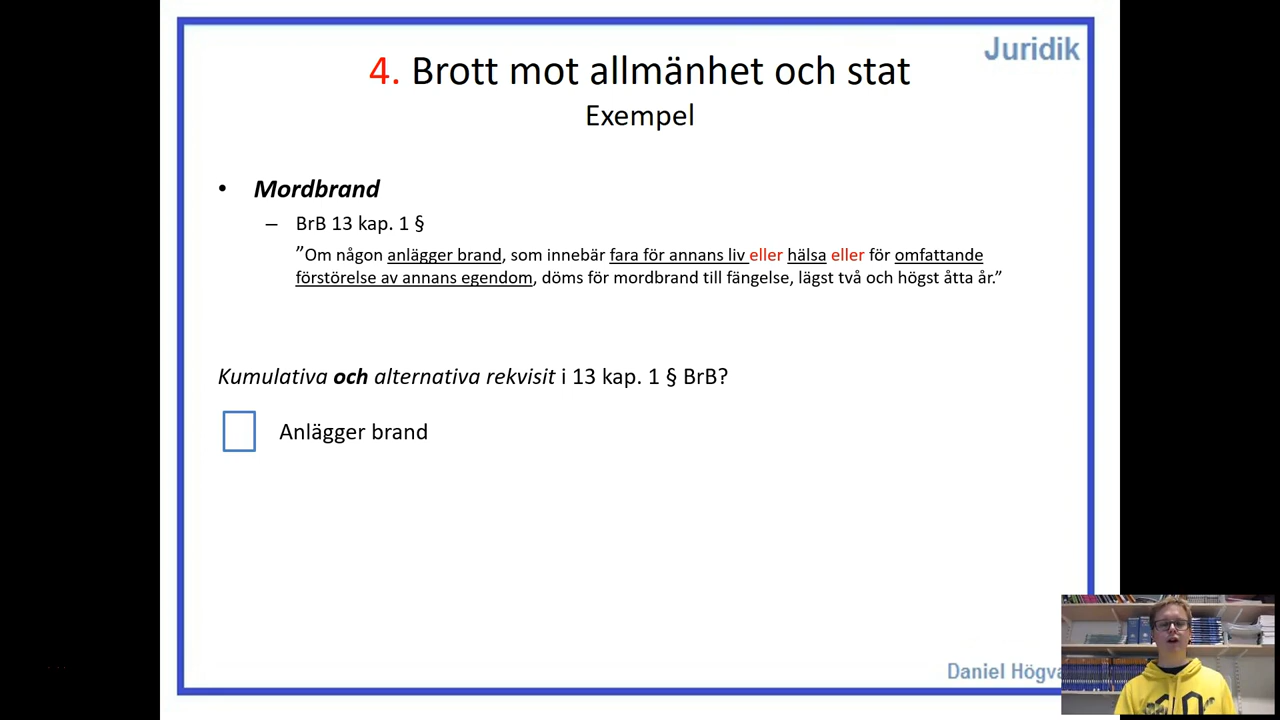 Juridik
4. Brott mot allmänhet och stat
Exempel
• Mordbrand
– BrB 13 kap. 1 §
”Om någon anlägger brand, som innebär fara för annans liv eller hälsa eller för omfattande
förstörelse av annans egendom, döms för mordbrand till fängelse, lägst två och högst åtta år.”
Kumulativa och alternativa rekvisit i 13 kap. 1 § BrB?
Anlägger brand
Daniel